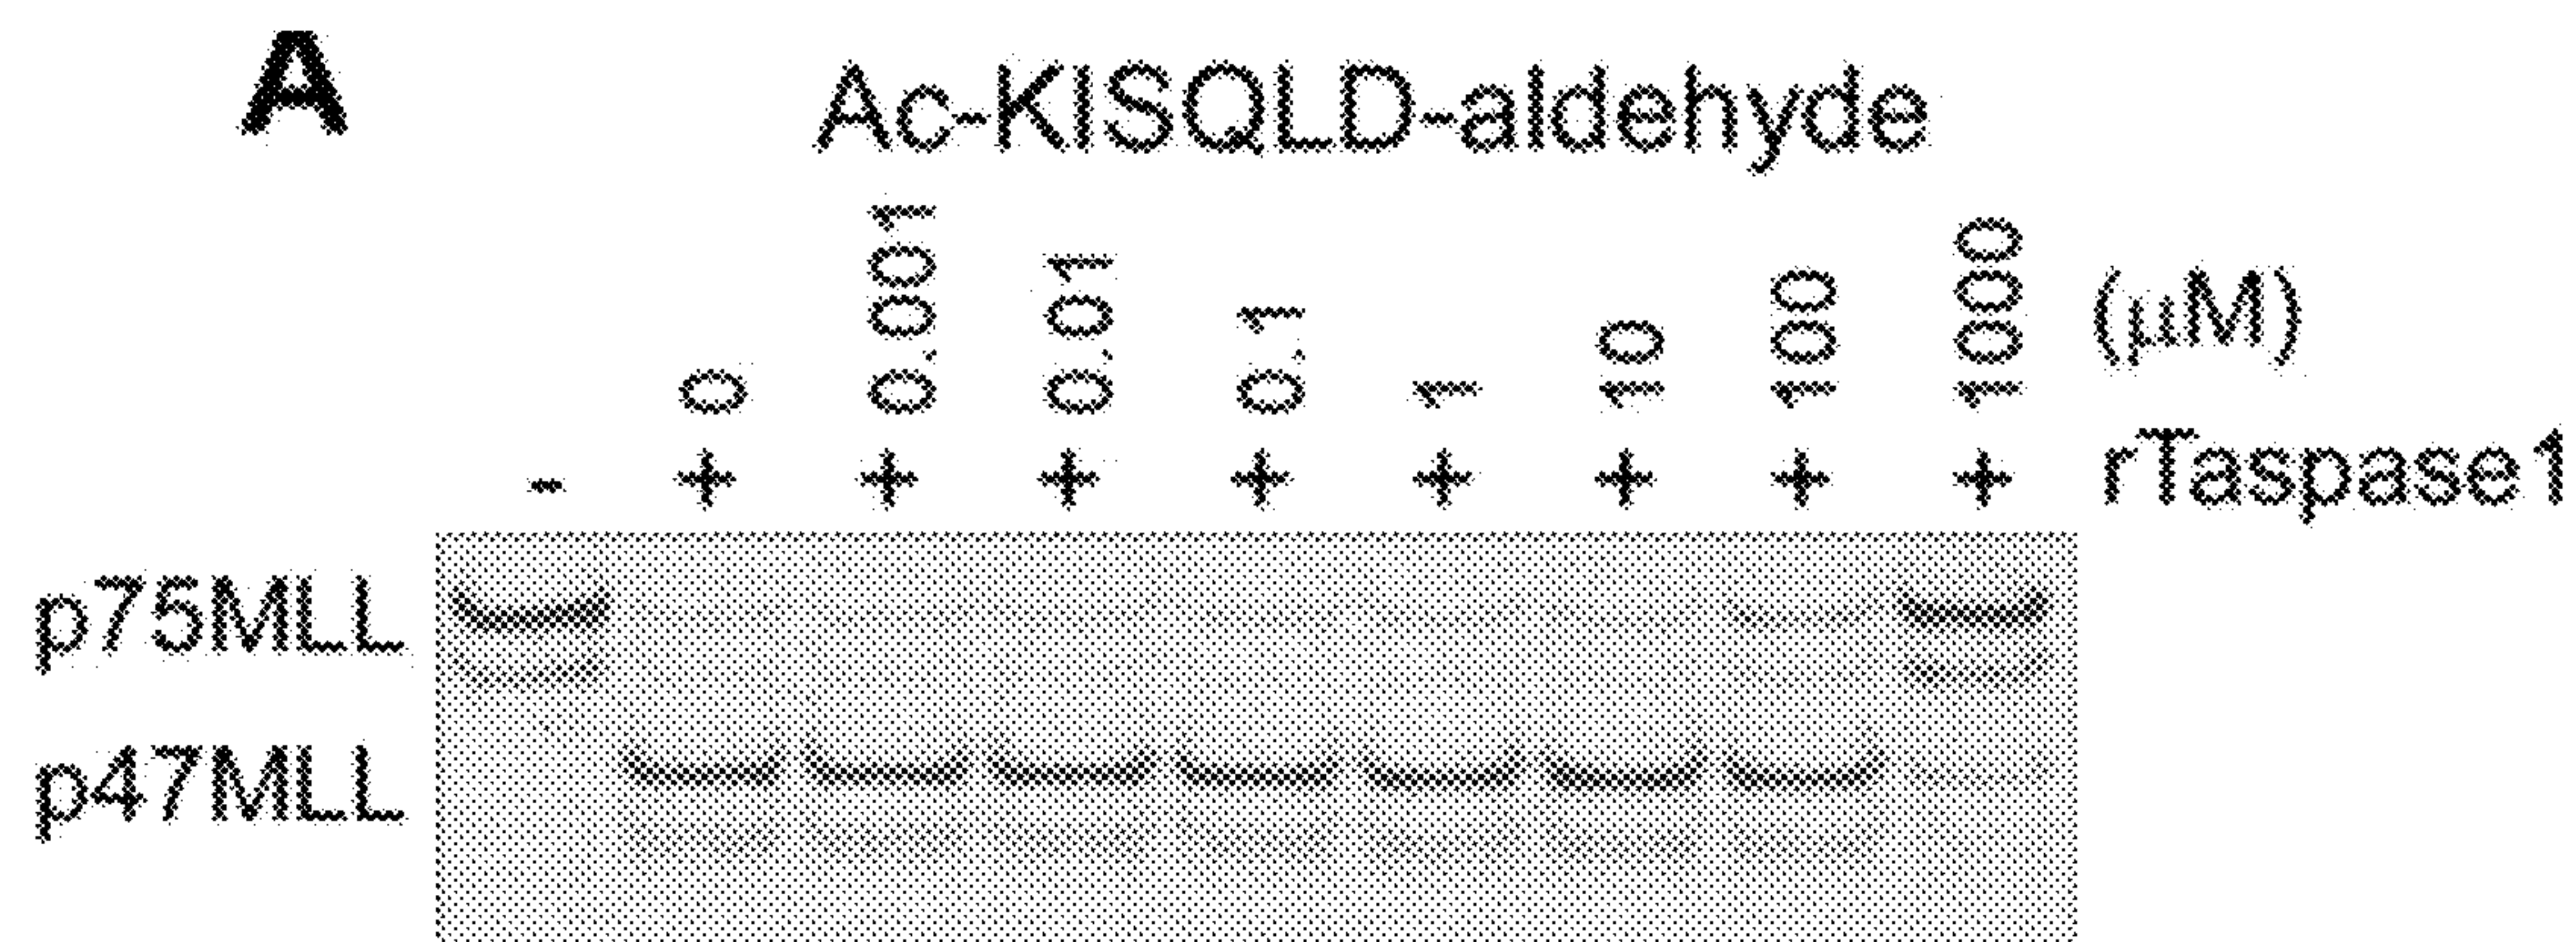 A
Ac-KISQLD-aldehyde
0 0.001 0.01 0.1 1 10 100 1000 (μM)
- + + + + + + + + rTaspase1
p75MLL
p47MLL